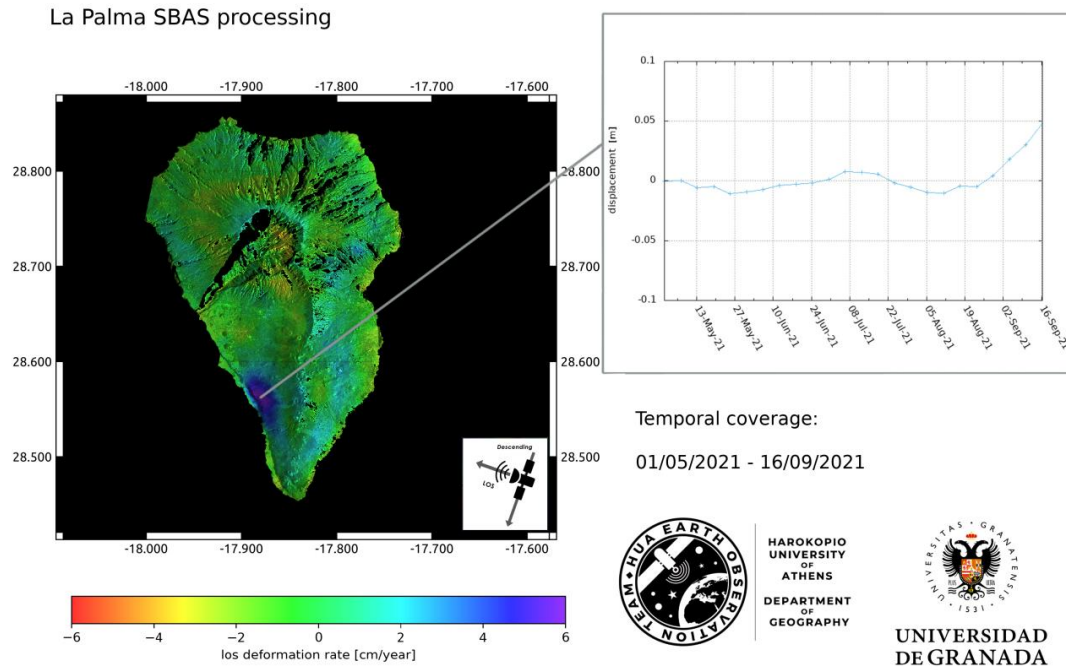 La Palma SBAS processing
-18.000 -17.900 -17.800 -17.700 -17.600
28.800 28.800
28.700 28.700
28.600 28.600
28.500 28.500
-18.000 -17.900 -17.800 -17.700 -17.600
Descending
LOS
-6 -4 -2 0 2 4 6
los deformation rate [cm/year]
0.1
0.05
0
-0.05
-0.1
displacement [m]
13-May-21
27-May-21
10-Jun-21
24-Jun-21
08-Jul-21
22-Jul-21
05-Aug-21
19-Aug-21
02-Sep-21
16-Sep-21
Temporal coverage:
01/05/2021 - 16/09/2021
HUA EARTH OBSERVATION TEAM
HAROKOPIO
UNIVERSITY
OF
ATHENS
DEPARTMENT
OF
GEOGRAPHY
UNIVERSITAS · GRANATENSIS
· 1531 ·
UNIVERSIDAD
DE GRANADA